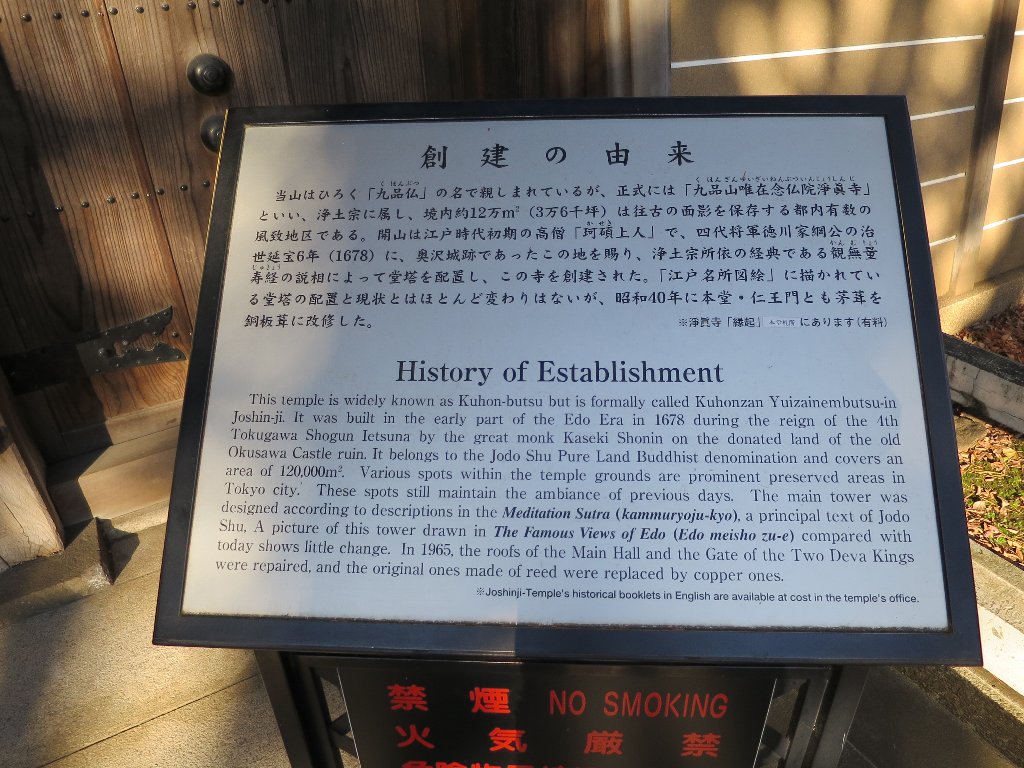 創建の由来
当山はひろく「九品仏」の名で親しまれているが、正式には「九品山唯在念仏院淨眞寺」
といい、浄土宗に属し、境内約12万m²（3万6千坪）は往古の面影を保存する都内有数の
風致地区である。開山は江戸時代初期の高僧「珂碩上人」で、四代将軍徳川家綱公の治
世延宝6年（1678）に、奥沢城跡であったこの地を賜り、浄土宗所依の経典である観無量
寿経の説相によって堂塔を配置し、この寺を創建された。「江戸名所図絵」に描かれてい
る堂塔の配置と現状とはほとんど変わりはないが、昭和40年に本堂・仁王門とも茅茸を
銅板茸に改修した。
※淨眞寺「縁起」 にあります(有料)
History of Establishment
This temple is widely known as Kuhon-butsu but is formally called Kuhonzan Yuizainembutsu-in
Joshin-ji. It was built in the early part of the Edo Era in 1678 during the reign of the 4th
Tokugawa Shogun Ietsuna by the great monk Kaseki Shonin on the donated land of the old
Okusawa Castle ruin. It belongs to the Jodo Shu Pure Land Buddhist denomination and covers an
area of 120,000m². Various spots within the temple grounds are prominent preserved areas in
Tokyo city. These spots still maintain the ambiance of previous days. The main tower was
designed according to descriptions in the Meditation Sutra (kammuryoju-kyo), a principal text of Jodo
Shu. A picture of this tower drawn in The Famous Views of Edo (Edo meisho zu-e) compared with
today shows little change. In 1965, the roofs of the Main Hall and the Gate of the Two Deva Kings
were repaired, and the original ones made of reed were replaced by copper ones.
※Joshinji-Temple's historical booklets in English are available at cost in the temple's office.
禁煙 NO SMOKING
火気厳禁